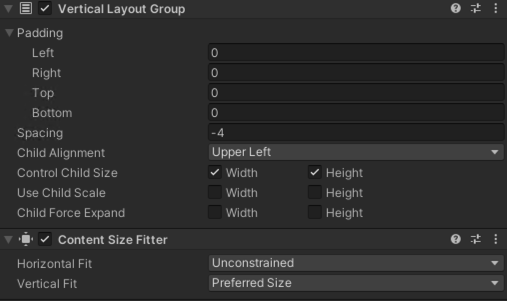 Vertical Layout Group
Padding
Left 0
Right 0
Top 0
Bottom 0
Spacing -4
Child Alignment Upper Left
Control Child Size Width Height
Use Child Scale Width Height
Child Force Expand Width Height
Content Size Fitter
Horizontal Fit Unconstrained
Vertical Fit Preferred Size